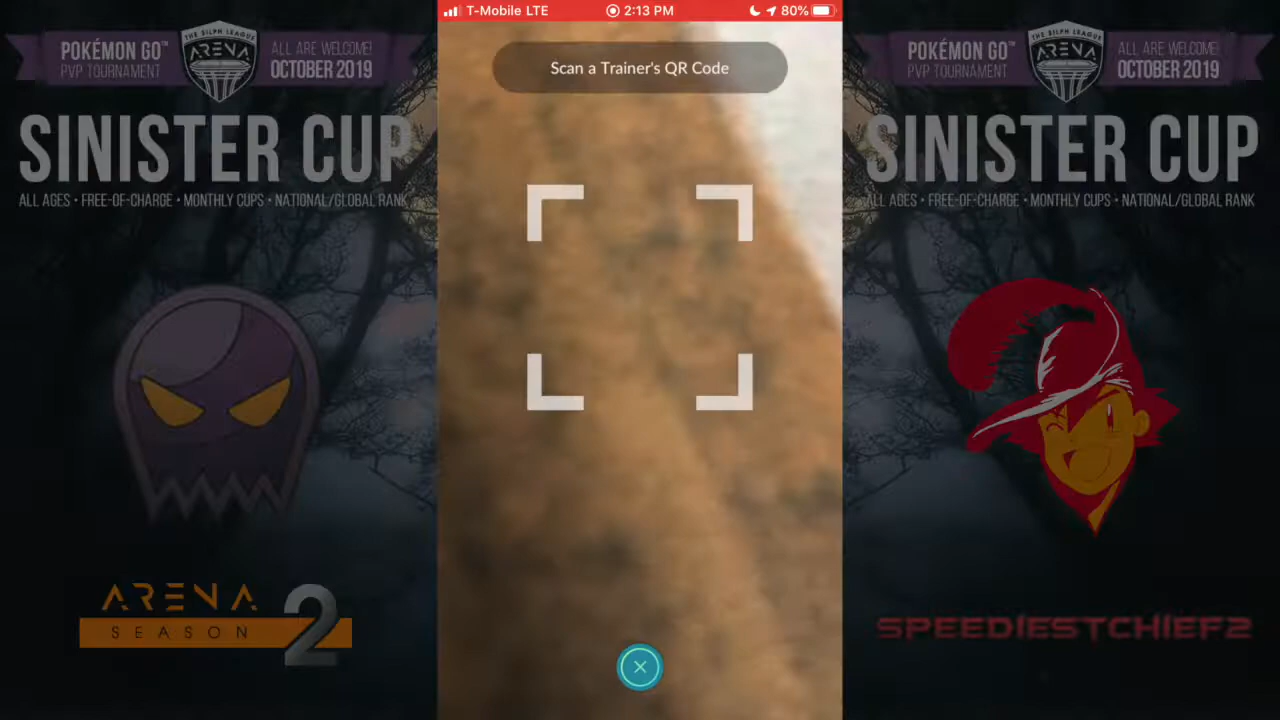 T-Mobile LTE 2:13 PM 80%
Scan a Trainer's QR Code
POKÉMON GO™
PVP TOURNAMENT
THE SILPH LEAGUE
ARENA
ALL ARE WELCOME!
OCTOBER 2019
SINISTER CUP
ALL AGES • FREE-OF-CHARGE • MONTHLY CUPS • NATIONAL/GLOBAL RANK
ARENA
SEASON 2
POKÉMON GO™
PVP TOURNAMENT
THE SILPH LEAGUE
ARENA
ALL ARE WELCOME!
OCTOBER 2019
SINISTER CUP
ALL AGES • FREE-OF-CHARGE • MONTHLY CUPS • NATIONAL/GLOBAL RANK
SPEEDIESTCHIEF2